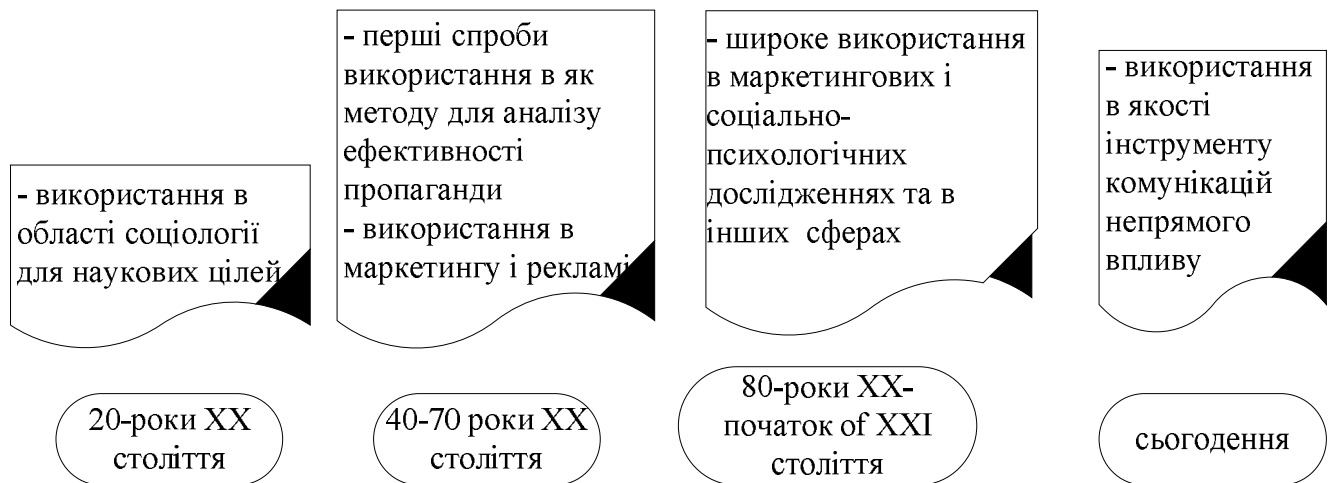 - використання в
області соціології
для наукових цілей
- перші спроби
використання в як
методу для аналізу
ефективності
пропаганди
- використання в
маркетингу і рекламі
- широке використання
в маркетингових і
соціально-
психологічних
дослідженнях та в
інших сферах
- використання
в якості
інструменту
комунікацій
непрямого
впливу
20-роки XX
століття
40-70 роки XX
століття
80-роки XX-
початок of XXI
століття
сьогодення